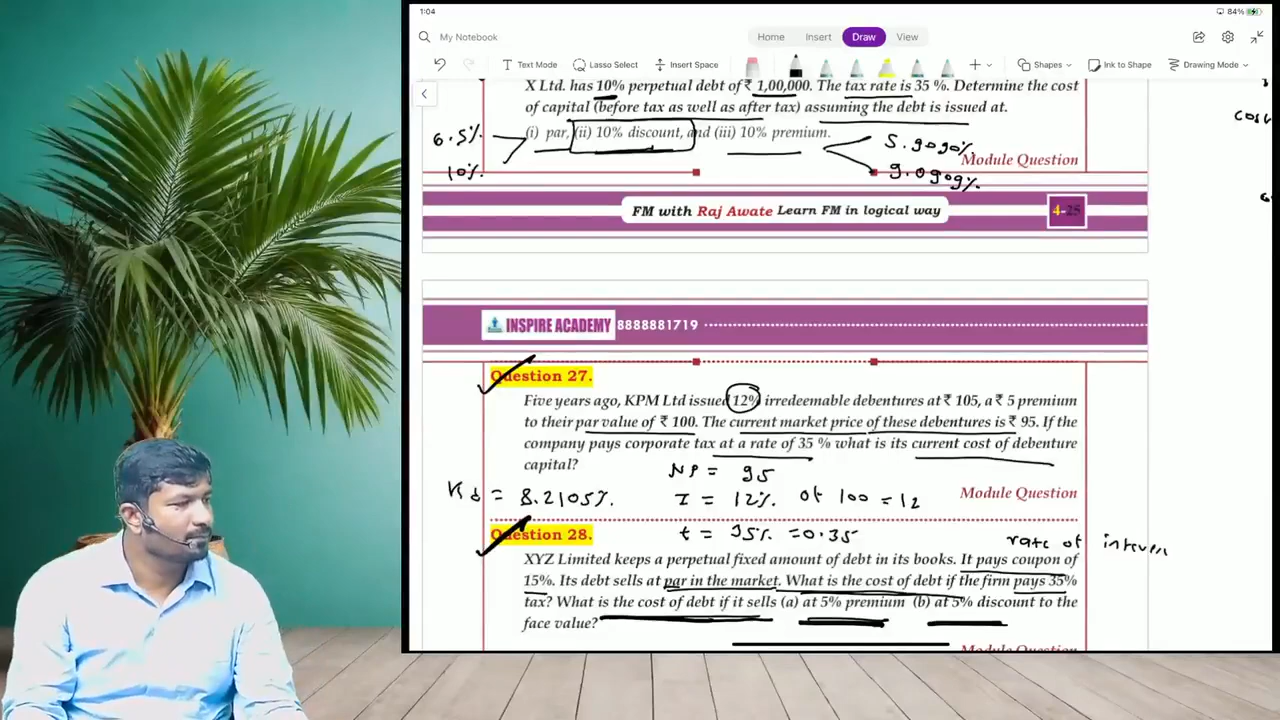 1:04
84%
My Notebook
Home Insert Draw View
Text Mode Lasso Select Insert Space Shapes Ink to Shape Drawing Mode
X Ltd. has 10% perpetual debt of ₹ 1,00,000. The tax rate is 35 %. Determine the cost
of capital (before tax as well as after tax) assuming the debt is issued at.
(i) par, (ii) 10% discount, and (iii) 10% premium.
6.5%
10%
5.9090%
9.0909%
Module Question
FM with Raj Awate Learn FM in logical way
4-25
INSPIRE ACADEMY 8888881719
Question 27.
Five years ago, KPM Ltd issued 12% irredeemable debentures at ₹ 105, a ₹ 5 premium
to their par value of ₹ 100. The current market price of these debentures is ₹ 95. If the
company pays corporate tax at a rate of 35 % what is its current cost of debenture
capital?
NP = 95
Kd = 8.2105%
I = 12% of 100 = 12
Module Question
Question 28.
t = 35% = 0.35
rate of
XYZ Limited keeps a perpetual fixed amount of debt in its books. It pays coupon of
15%. Its debt sells at par in the market. What is the cost of debt if the firm pays 35%
tax? What is the cost of debt if it sells (a) at 5% premium (b) at 5% discount to the
face value?
Module Question